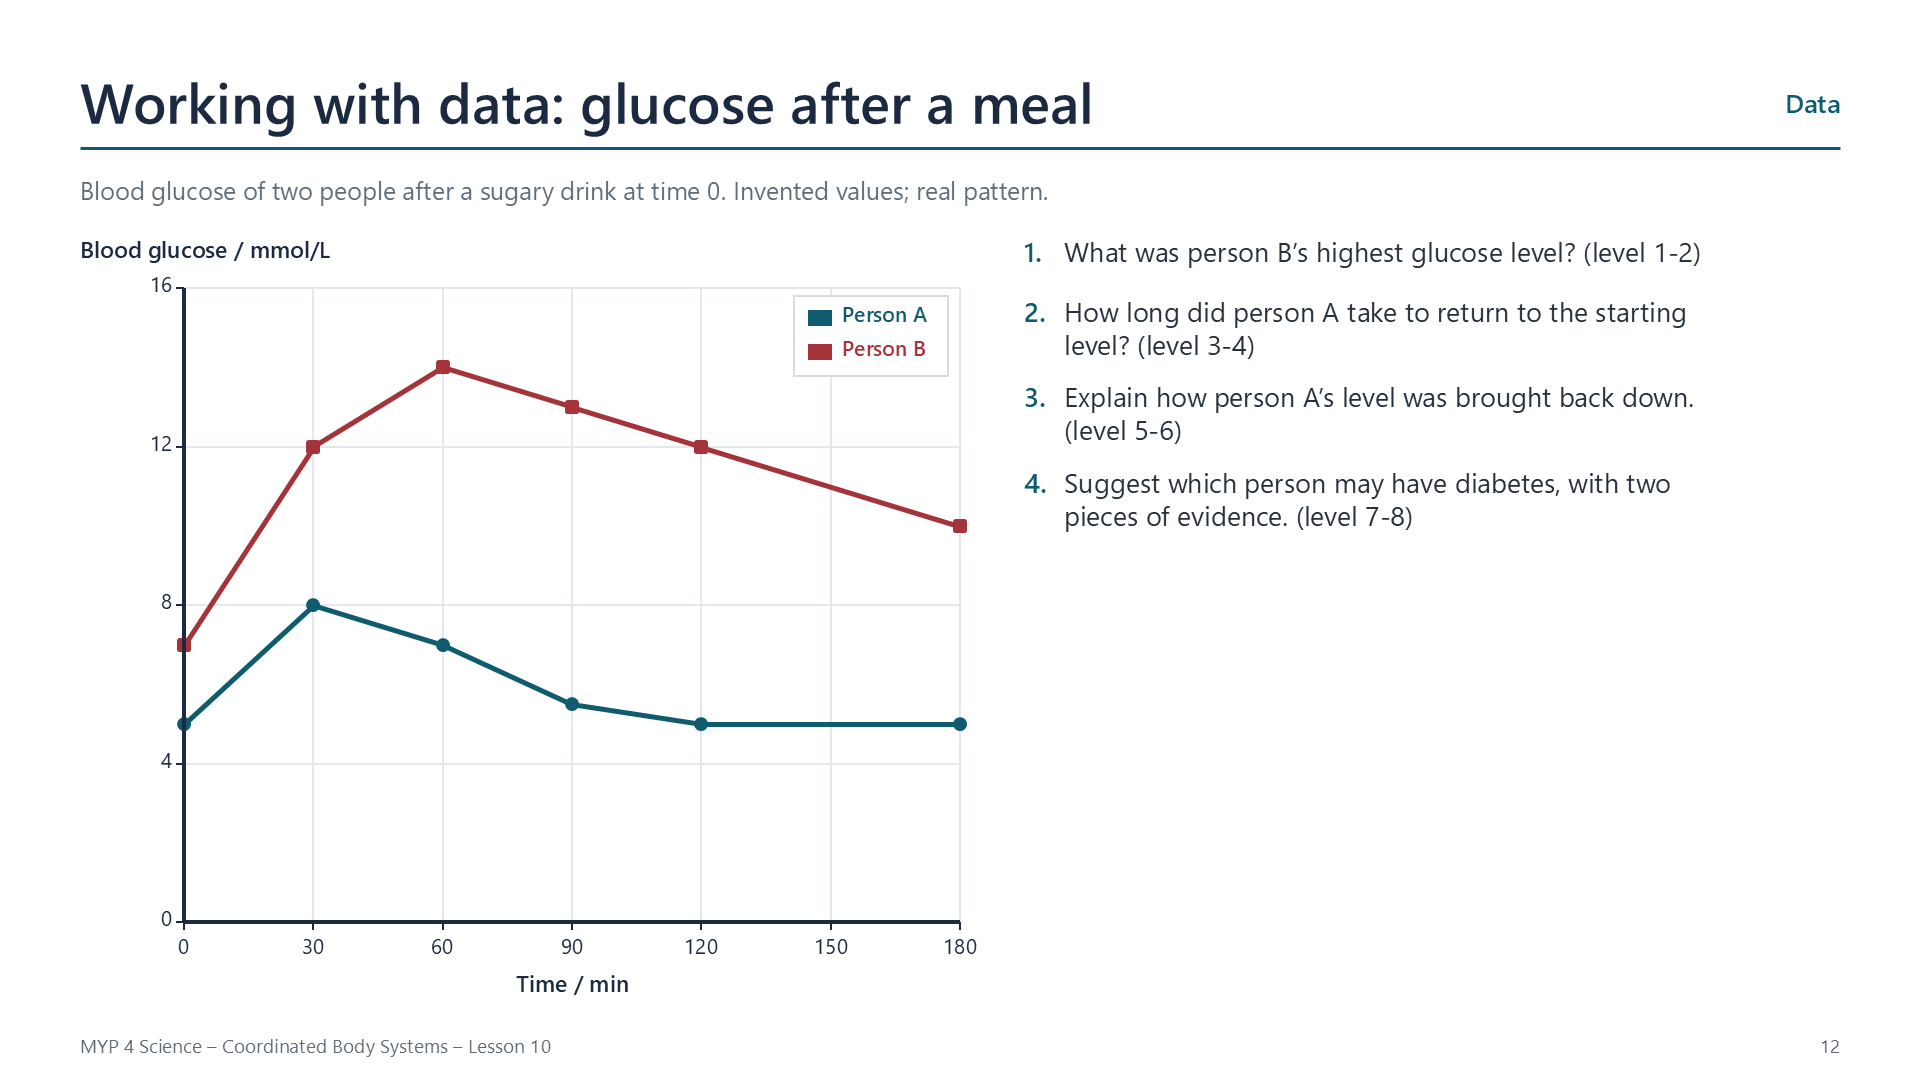 Working with data: glucose after a meal
Data
Blood glucose of two people after a sugary drink at time 0. Invented values; real pattern.
Blood glucose / mmol/L
16
12
8
4
0
0 30 60 90 120 150 180
Time / min
Person A
Person B
1. What was person B’s highest glucose level? (level 1-2)
2. How long did person A take to return to the starting
level? (level 3-4)
3. Explain how person A’s level was brought back down.
(level 5-6)
4. Suggest which person may have diabetes, with two
pieces of evidence. (level 7-8)
MYP 4 Science – Coordinated Body Systems – Lesson 10
12